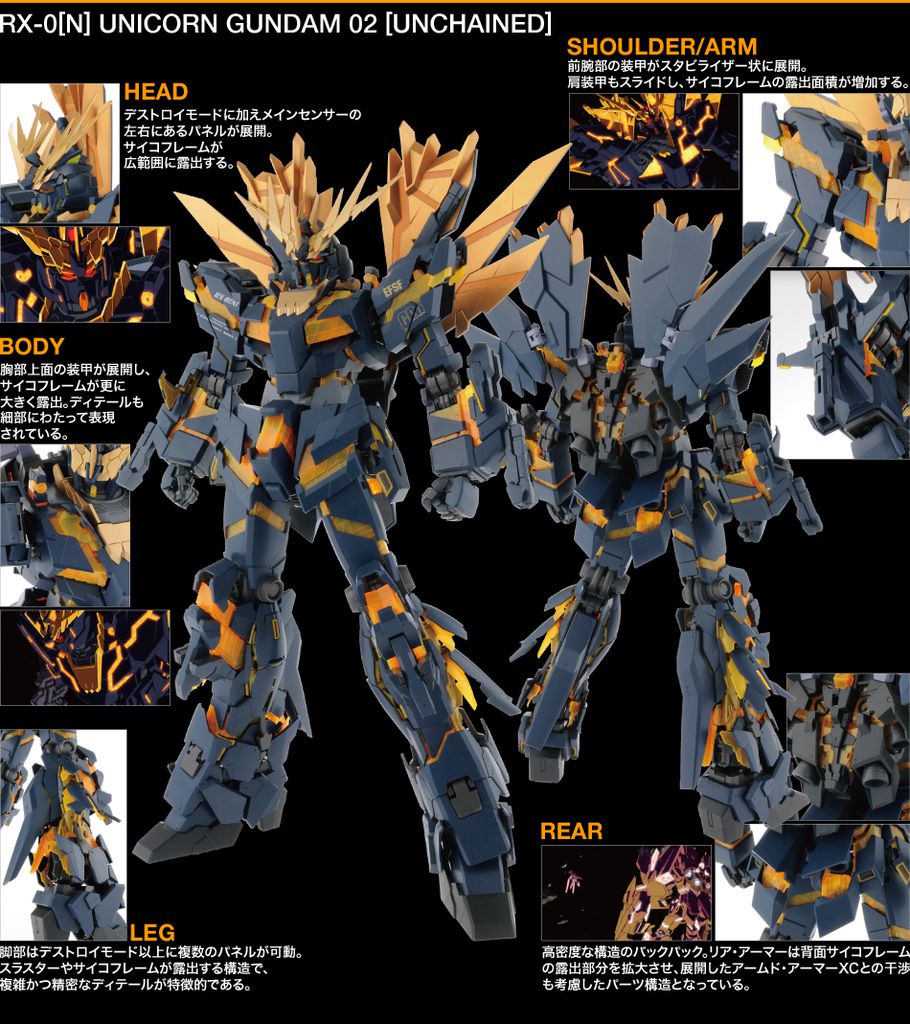 RX-0[N] UNICORN GUNDAM 02 [UNCHAINED]
SHOULDER/ARM
前腕部の装甲がスタビライザー状に展開。
肩装甲もスライドし、サイコフレームの露出面積が増加する。
HEAD
デストロイモードに加えメインセンサーの
左右にあるパネルが展開。
サイコフレームが
広範囲に露出する。
RX-0[N]
EFSF
BODY
胸部上面の装甲が展開し、
サイコフレームが更に
大きく露出。ディテールも
細部にわたって表現
されている。
REAR
高密度な構造のバックパック。リア・アーマーは背面サイコフレーム
の露出部分を拡大させ、展開したアームド・アーマーXCとの干渉
も考慮したパーツ構造となっている。
LEG
脚部はデストロイモード以上に複数のパネルが可動。
スラスターやサイコフレームが露出する構造で、
複雑かつ精密なディテールが特徴的である。